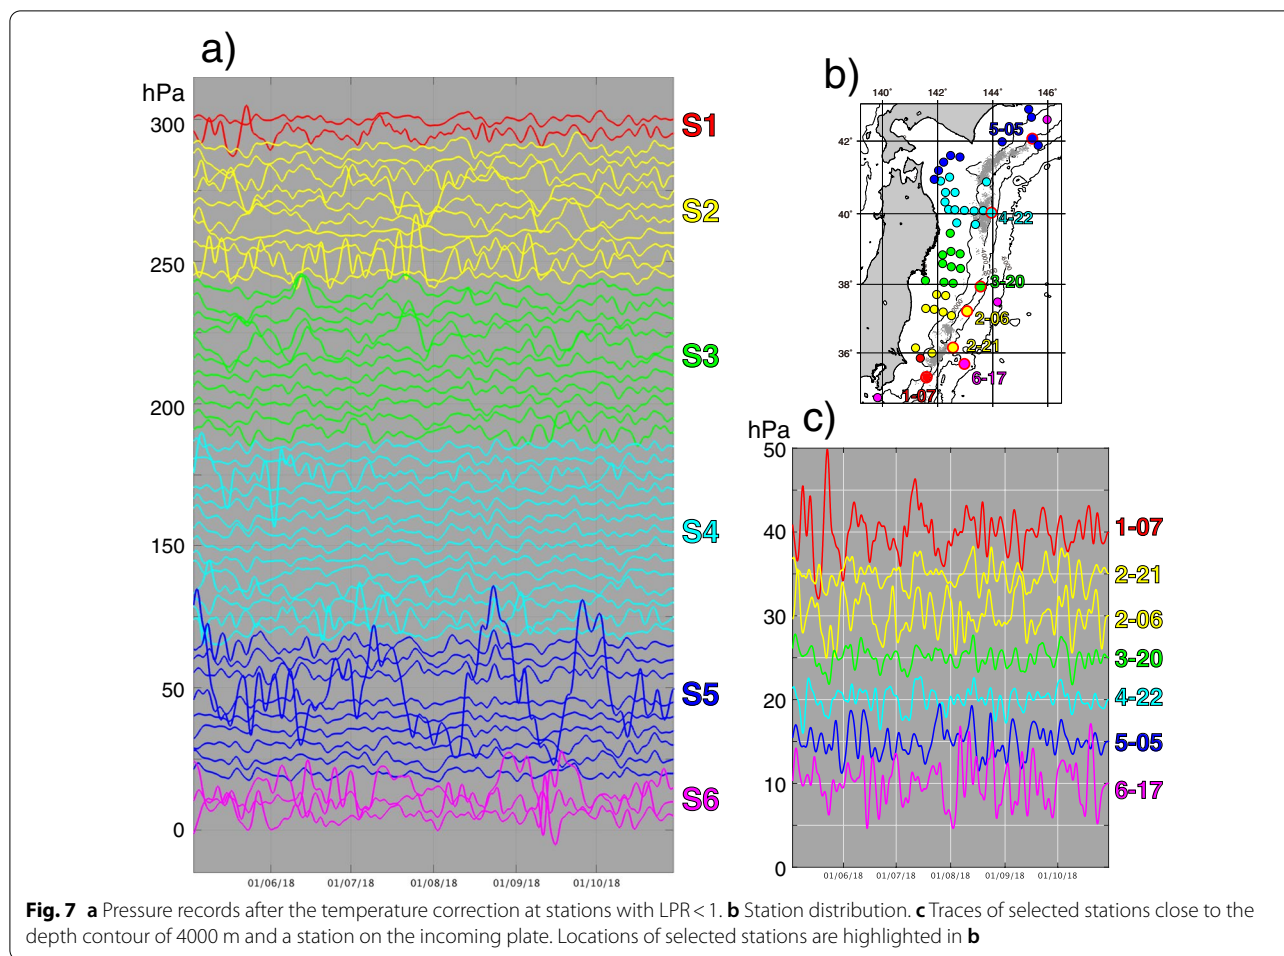 a)
hPa
300
250
200
150
50
0
S1
S2
S3
S4
S5
S6
01/06/18 01/07/18 01/08/18 01/09/18 01/10/18
b)
140° 142° 144° 146°
42°
40°
38°
36°
5-05
4-22
3-20
2-06
2-21
6-17
1-07
c)
hPa
50
40
30
20
10
0
1-07
2-21
2-06
3-20
4-22
5-05
6-17
01/06/18 01/07/18 01/08/18 01/09/18 01/10/18
Fig. 7 a Pressure records after the temperature correction at stations with LPR < 1. b Station distribution. c Traces of selected stations close to the
depth contour of 4000 m and a station on the incoming plate. Locations of selected stations are highlighted in b